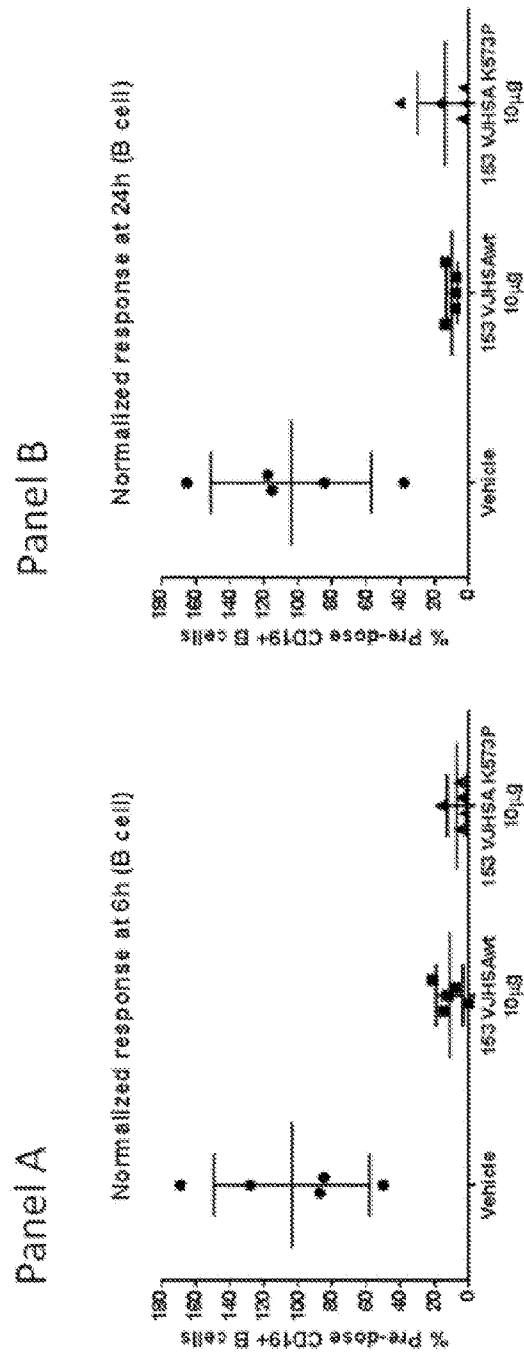 Panel A
Normalized response at 6h (B cell)
% Pre-dose CD19+ B cells
180
160
140
120
100
80
60
40
20
0
Vehicle
153 VJHSAwt
10µg
153 VJHSA K573P
10µg
Panel B
Normalized response at 24h (B cell)
% Pre-dose CD19+ B cells
180
160
140
120
100
80
60
40
20
0
Vehicle
153 VJHSAwt
10µg
153 VJHSA K573P
10µg